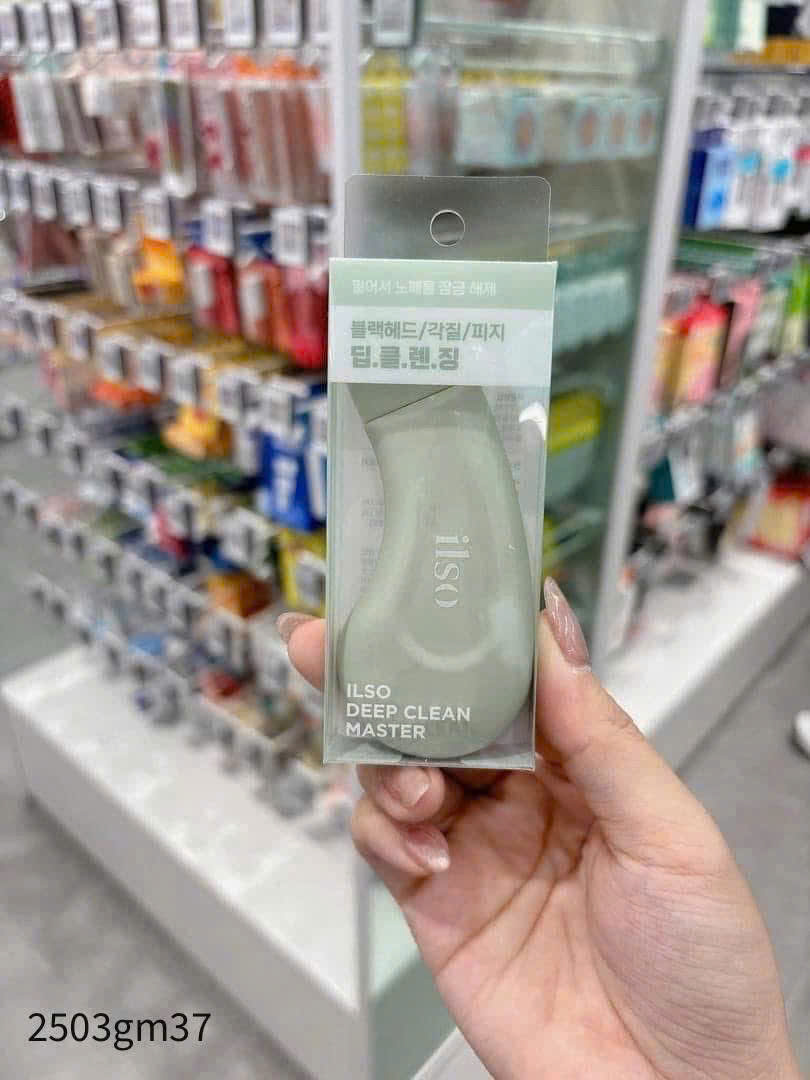 밀어서 노폐물 잠금 해제
블랙헤드/각질/피지
딥.클.렌.징
ilso
ILSO
DEEP CLEAN
MASTER
2503gm37